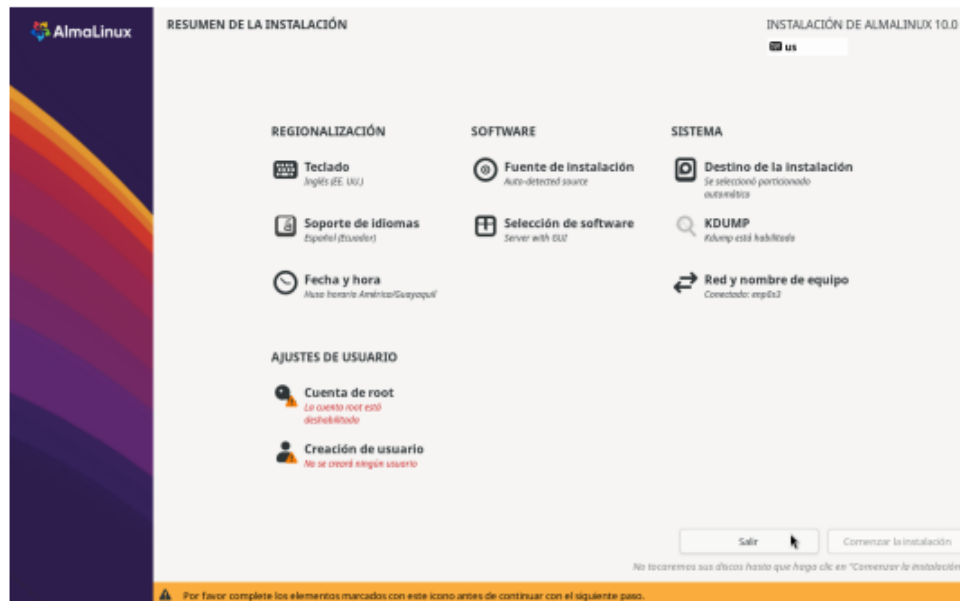 AlmaLinux
RESUMEN DE LA INSTALACIÓN
INSTALACIÓN DE ALMALINUX 10.0
us
REGIONALIZACIÓN
Teclado
Inglés (EE. UU.)
Soporte de idiomas
Español (Ecuador)
Fecha y hora
Huso horario América/Guayaquil
SOFTWARE
Fuente de instalación
Auto-detected source
Selección de software
Server with GUI
SISTEMA
Destino de la instalación
Se seleccionó particionado
automático
KDUMP
Kdump está habilitado
Red y nombre de equipo
Conectado: enp0s3
AJUSTES DE USUARIO
Cuenta de root
La cuenta root está
deshabilitada
Creación de usuario
No se creará ningún usuario
Salir
Comenzar la instalación
No tocaremos sus discos hasta que haga clic en "Comenzar la instalación
Por favor complete los elementos marcados con este icono antes de continuar con el siguiente paso.